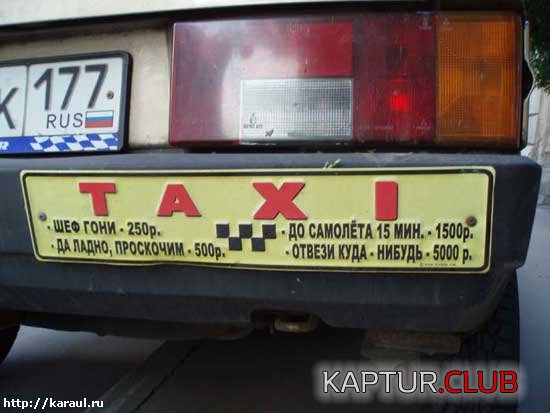 К 177
RUS
TAXI
- ШЕФ ГОНИ - 250р.
- ДА ЛАДНО, ПРОСКОЧИМ - 500р.
- ДО САМОЛЁТА 15 МИН. - 1500р.
- ОТВЕЗИ КУДА - НИБУДЬ - 5000 р.
http://karaul.ru
KAPTUR.CLUB